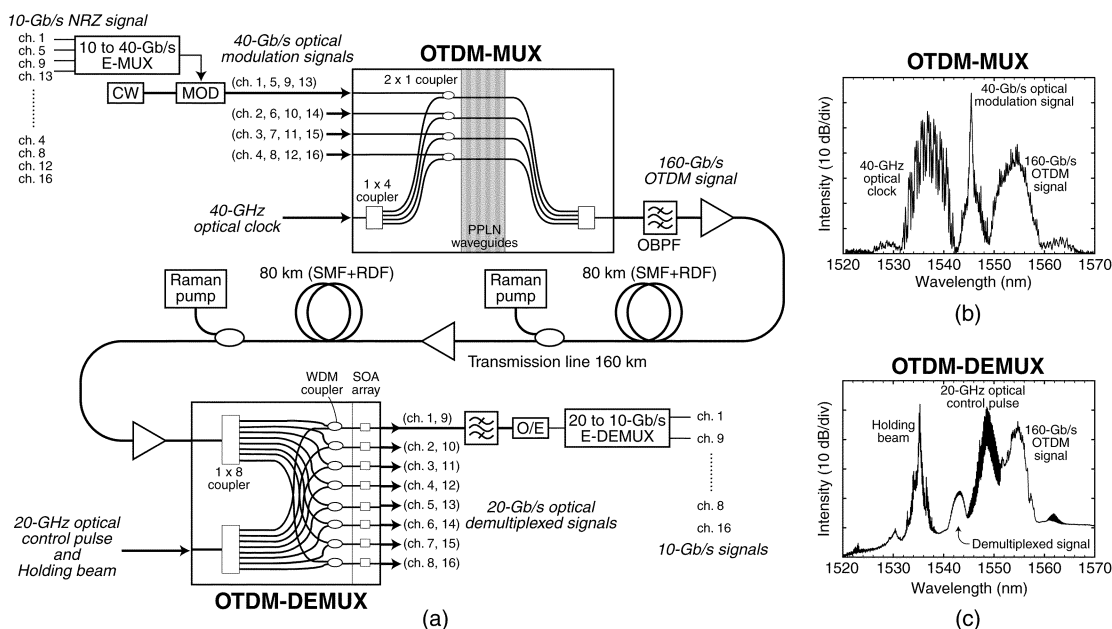 10-Gb/s NRZ signal
ch. 1
ch. 5
ch. 9
ch. 13
ch. 4
ch. 8
ch. 12
ch. 16
10 to 40-Gb/s
E-MUX
CW
MOD
40-Gb/s optical
modulation signals
(ch. 1, 5, 9, 13)
(ch. 2, 6, 10, 14)
(ch. 3, 7, 11, 15)
(ch. 4, 8, 12, 16)
40-GHz
optical clock
OTDM-MUX
2 x 1 coupler
1 x 4
coupler
PPLN
waveguides
160-Gb/s
OTDM signal
OBPF
Raman
pump
80 km (SMF+RDF)
Raman
pump
80 km (SMF+RDF)
Transmission line 160 km
WDM
coupler
SOA
array
1 x 8
coupler
20-GHz optical
control pulse
and
Holding beam
(ch. 1, 9)
(ch. 2, 10)
(ch. 3, 11)
(ch. 4, 12)
(ch. 5, 13)
(ch. 6, 14)
(ch. 7, 15)
(ch. 8, 16)
O/E
20 to 10-Gb/s
E-DEMUX
20-Gb/s optical
demultiplexed signals
ch. 1
ch. 9
ch. 8
ch. 16
10-Gb/s signals
OTDM-DEMUX
(a)
OTDM-MUX
Intensity (10 dB/div)
40-GHz
optical
clock
40-Gb/s optical
modulation signal
160-Gb/s
OTDM
signal
1520 1530 1540 1550 1560 1570
Wavelength (nm)
(b)
OTDM-DEMUX
Intensity (10 dB/div)
Holding
beam
20-GHz optical
control pulse
160-Gb/s
OTDM
signal
Demultiplexed signal
1520 1530 1540 1550 1560 1570
Wavelength (nm)
(c)